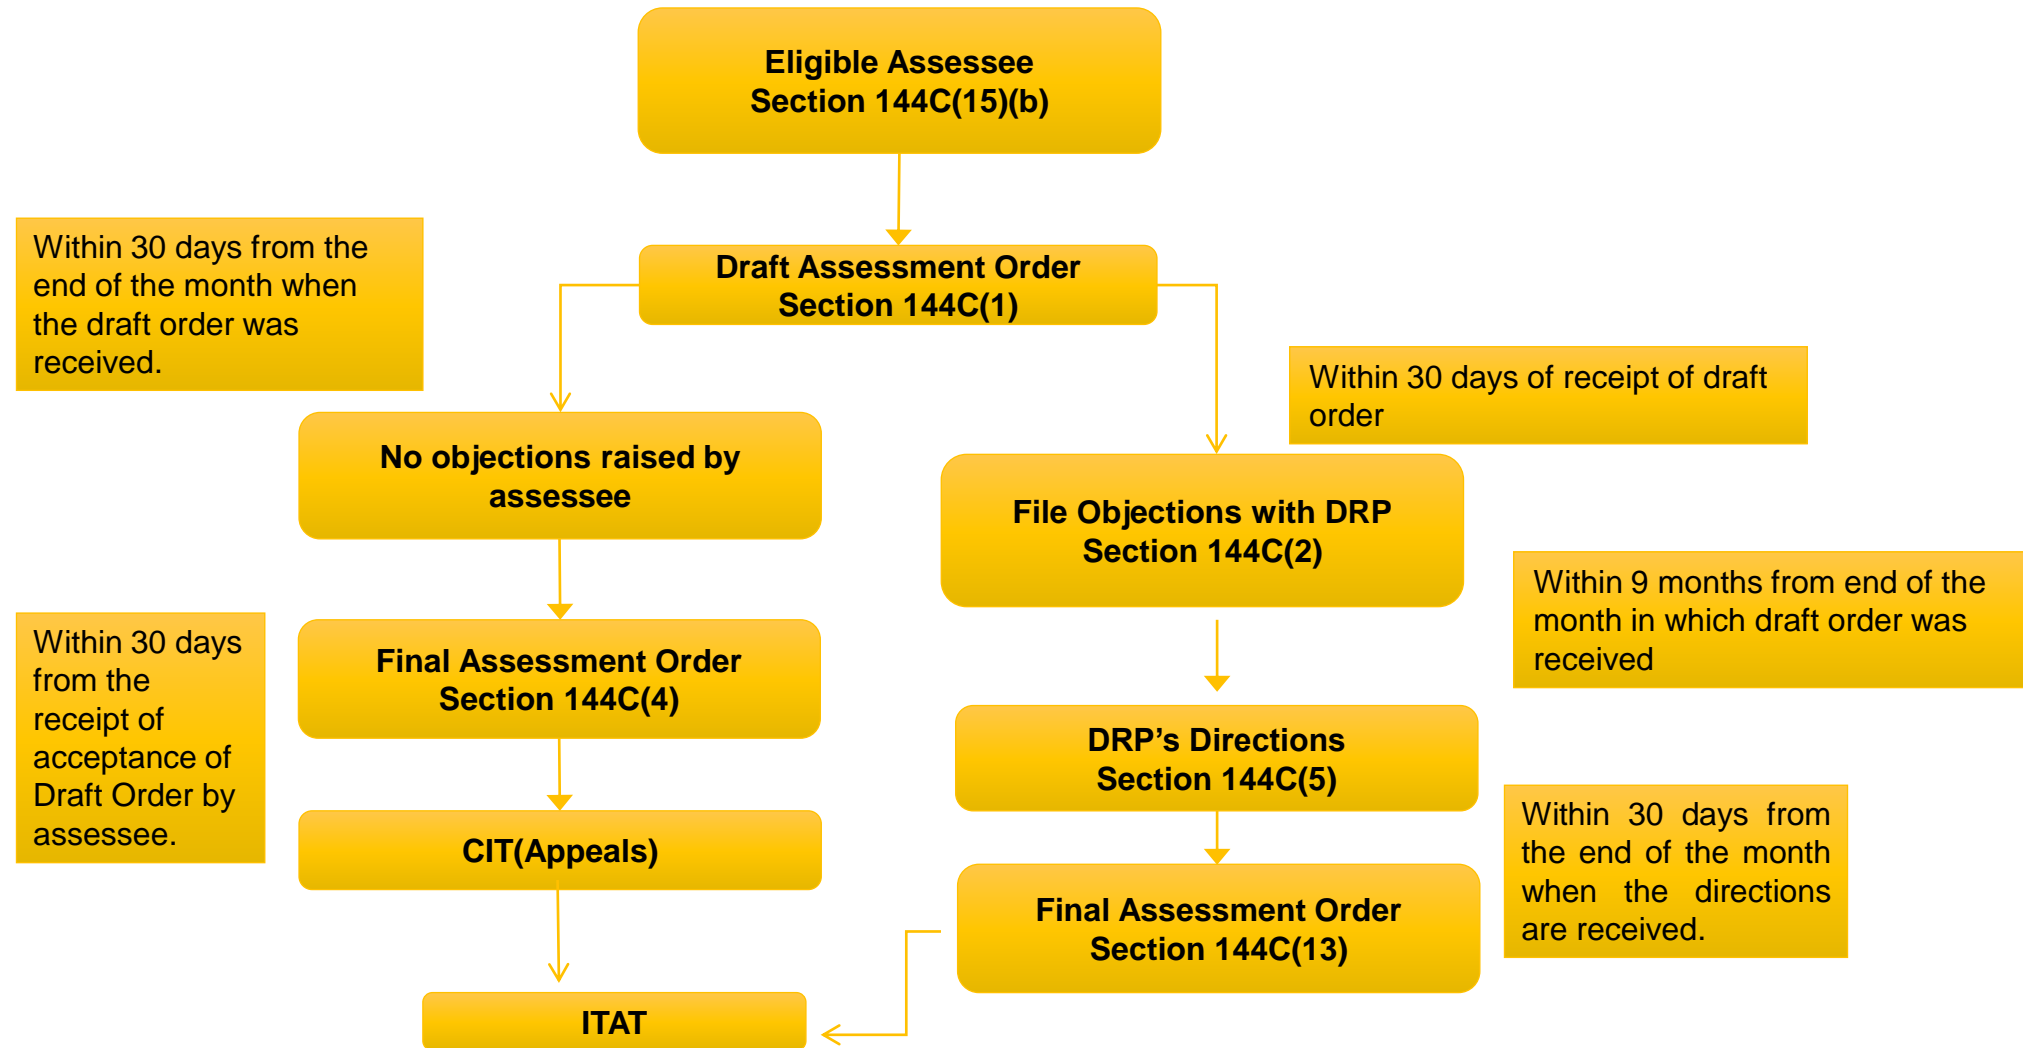 Eligible Assessee
Section 144C(15)(b)
Within 30 days from the
end of the month when
the draft order was
received.
Draft Assessment Order
Section 144C(1)
Within 30 days of receipt of draft
order
No objections raised by
assessee
File Objections with DRP
Section 144C(2)
Within 9 months from end of the
month in which draft order was
received
Within 30 days
from the
receipt of
acceptance of
Draft Order by
assessee.
Final Assessment Order
Section 144C(4)
DRP’s Directions
Section 144C(5)
Within 30 days from
the end of the month
when the directions
are received.
CIT(Appeals)
Final Assessment Order
Section 144C(13)
ITAT